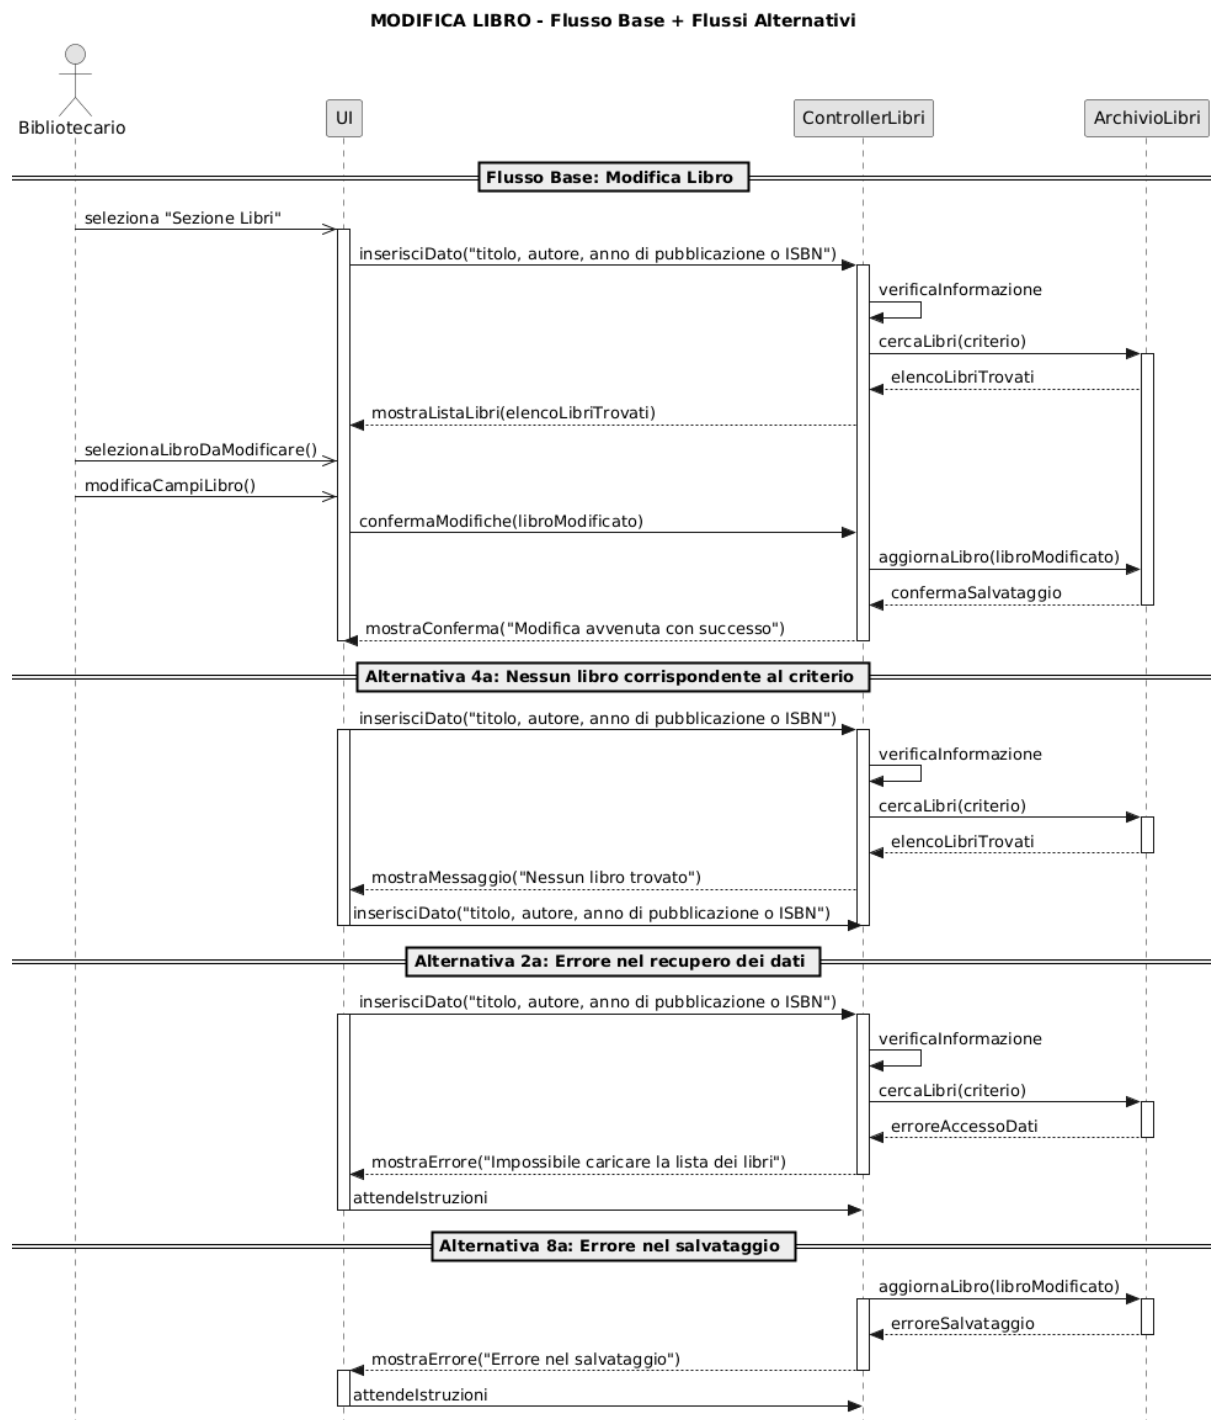 MODIFICA LIBRO - Flusso Base + Flussi Alternativi
Bibliotecario
UI
ControllerLibri
ArchivioLibri
Flusso Base: Modifica Libro
seleziona "Sezione Libri"
inserisciDato("titolo, autore, anno di pubblicazione o ISBN")
verificaInformazione
cercaLibri(criterio)
elencoLibriTrovati
mostraListaLibri(elencoLibriTrovati)
selezionaLibroDaModificare()
modificaCampiLibro()
confermaModifiche(libroModificato)
aggiornaLibro(libroModificato)
confermaSalvataggio
mostraConferma("Modifica avvenuta con successo")
Alternativa 4a: Nessun libro corrispondente al criterio
inserisciDato("titolo, autore, anno di pubblicazione o ISBN")
verificaInformazione
cercaLibri(criterio)
elencoLibriTrovati
mostraMessaggio("Nessun libro trovato")
inserisciDato("titolo, autore, anno di pubblicazione o ISBN")
Alternativa 2a: Errore nel recupero dei dati
inserisciDato("titolo, autore, anno di pubblicazione o ISBN")
verificaInformazione
cercaLibri(criterio)
erroreAccessoDati
mostraErrore("Impossibile caricare la lista dei libri")
attendeIstruzioni
Alternativa 8a: Errore nel salvataggio
aggiornaLibro(libroModificato)
erroreSalvataggio
mostraErrore("Errore nel salvataggio")
attendeIstruzioni